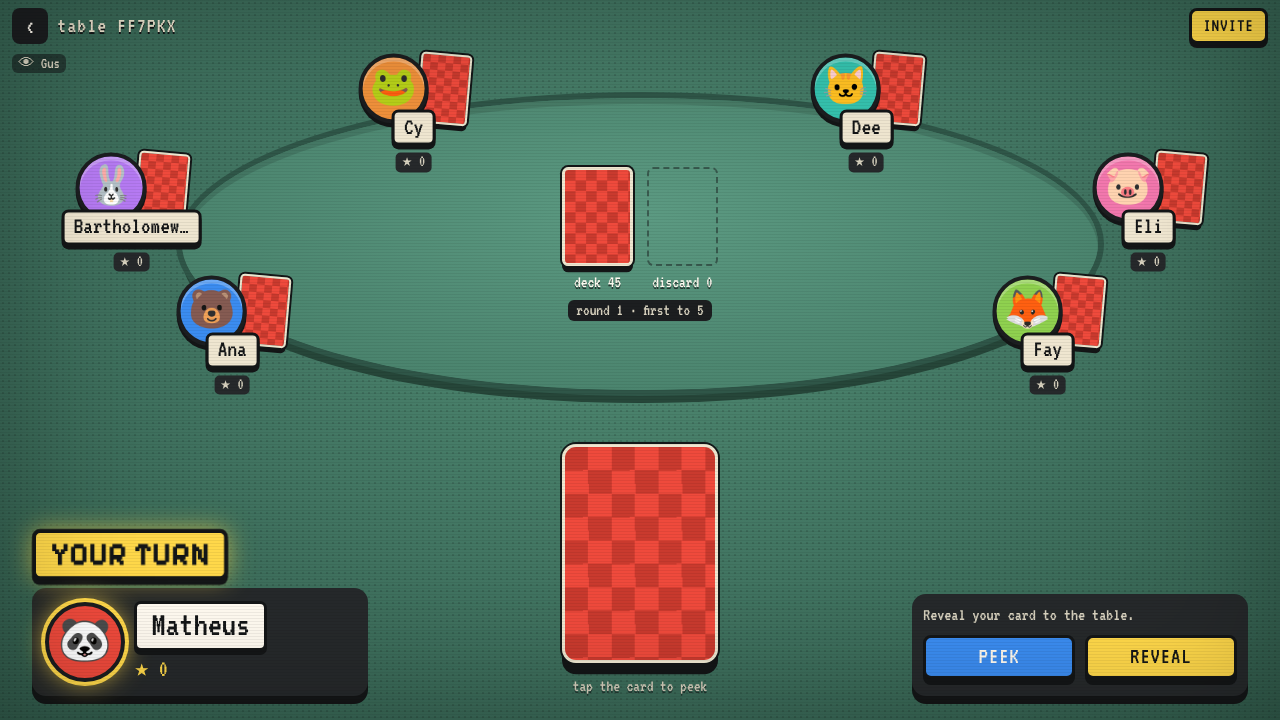 table FF7PKX
INVITE
Gus
Cy
★ 0
Dee
★ 0
Bartholomew…
★ 0
Eli
★ 0
Ana
★ 0
Fay
★ 0
deck 45
discard 0
round 1 · first to 5
YOUR TURN
Matheus
★ 0
tap the card to peek
Reveal your card to the table.
PEEK
REVEAL